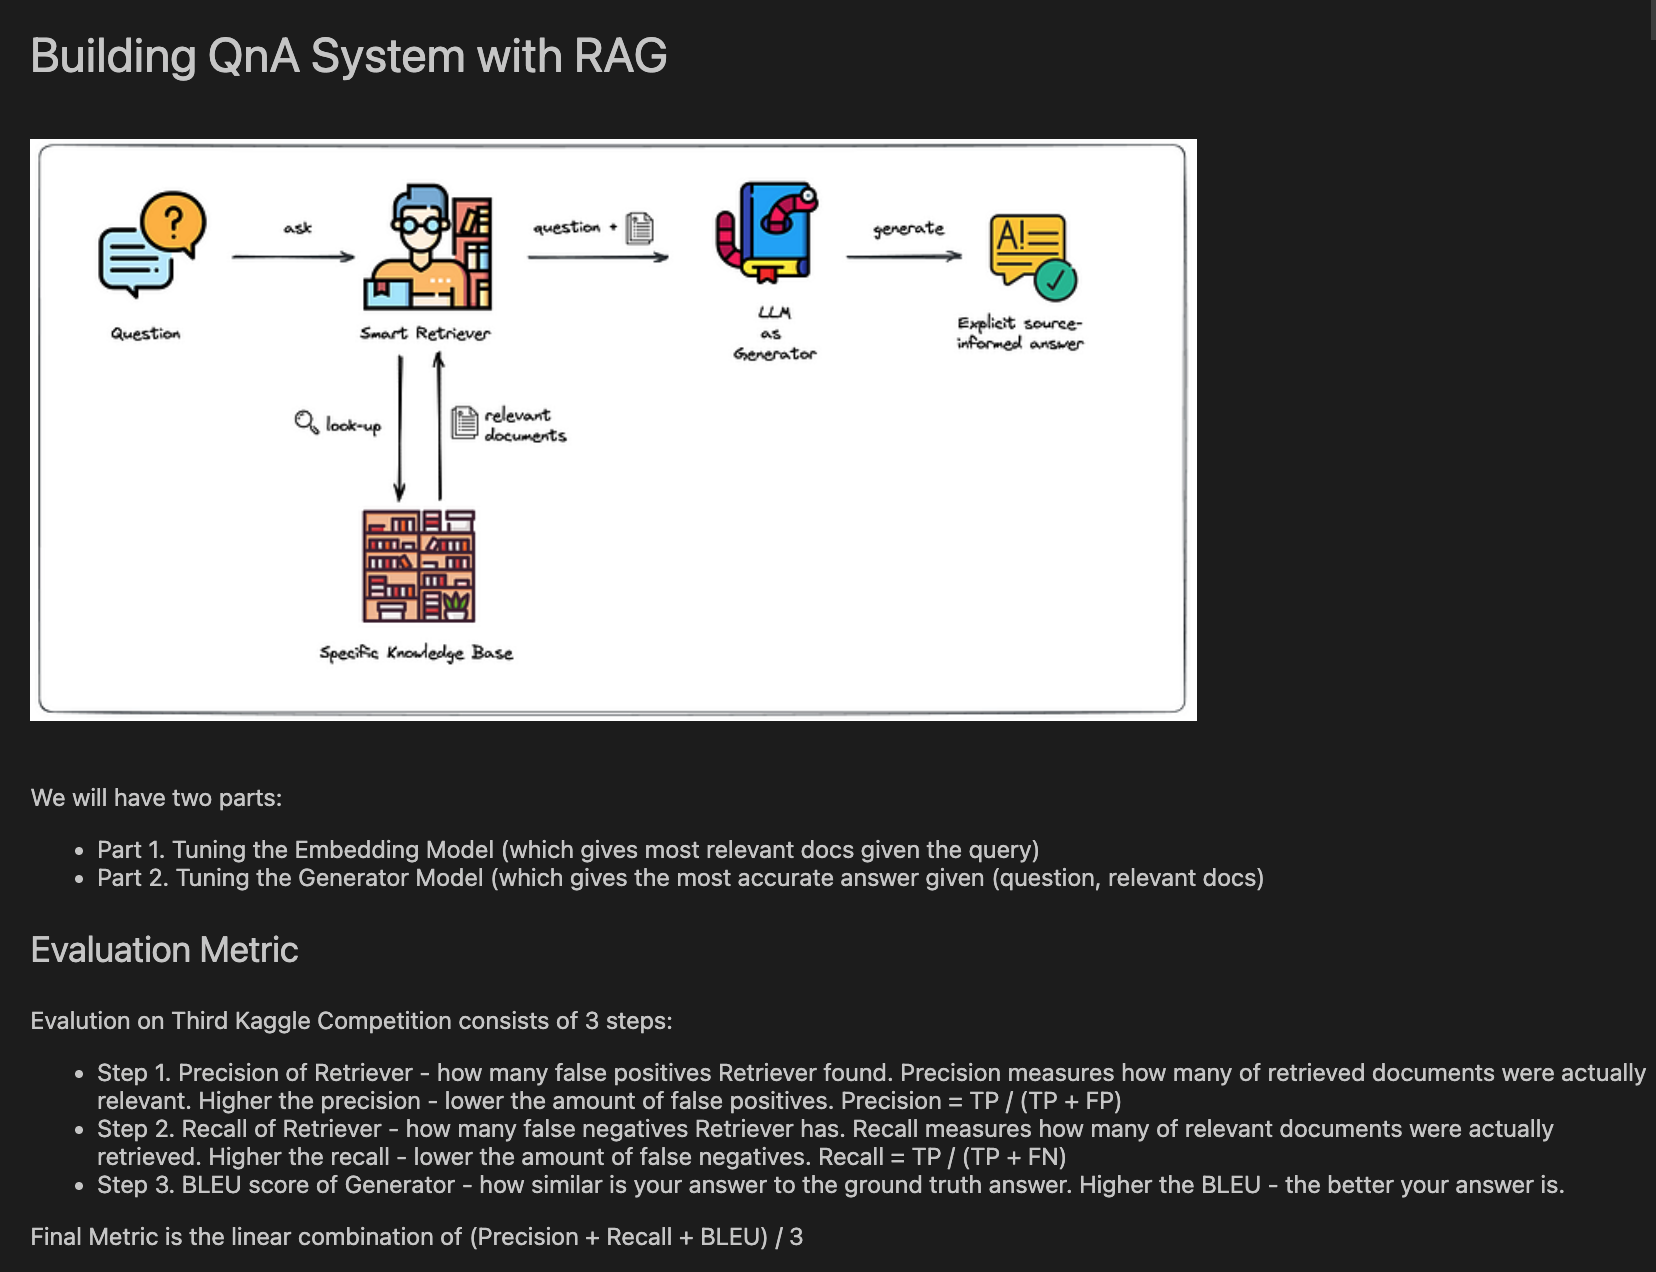 Building QnA System with RAG
ask
question +
generate
A!
?
Question
Smart Retriever
LLM
as
Generator
Explicit source-
informed answer
look-up
relevant
documents
Specific Knowledge Base
We will have two parts:
• Part 1. Tuning the Embedding Model (which gives most relevant docs given the query)
• Part 2. Tuning the Generator Model (which gives the most accurate answer given (question, relevant docs)
Evaluation Metric
Evalution on Third Kaggle Competition consists of 3 steps:
• Step 1. Precision of Retriever - how many false positives Retriever found. Precision measures how many of retrieved documents were actually
relevant. Higher the precision - lower the amount of false positives. Precision = TP / (TP + FP)
• Step 2. Recall of Retriever - how many false negatives Retriever has. Recall measures how many of relevant documents were actually
retrieved. Higher the recall - lower the amount of false negatives. Recall = TP / (TP + FN)
• Step 3. BLEU score of Generator - how similar is your answer to the ground truth answer. Higher the BLEU - the better your answer is.
Final Metric is the linear combination of (Precision + Recall + BLEU) / 3